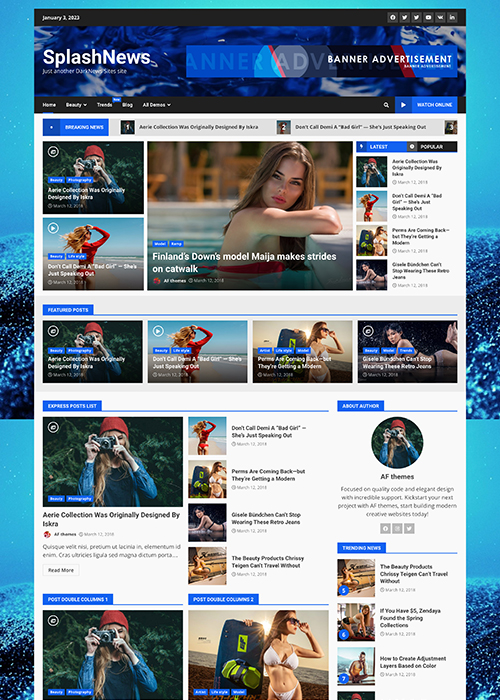 January 3, 2023
SplashNews
Just another DarkNews Sites site
BANNER ADVERTISEMENT
BANNER ADVERTISEMENT
Home Beauty Trends New Blog All Demos WATCH ONLINE
BREAKING NEWS 1 Aerie Collection Was Originally Designed By Iskra 2 Don't Call Demi A "Bad Girl" — She's Just Speaking Out 3
Beauty Photography
Aerie Collection Was Originally
Designed By Iskra
March 12, 2018
Beauty Life style
Don't Call Demi A "Bad Girl" — She's
Just Speaking Out
March 12, 2018
Model
Finland's Down's model Maija makes strides
on catwalk
AF themes March 12, 2018
LATEST POPULAR
Aerie Collection Was
Originally Designed By
Iskra
March 12, 2018
Don't Call Demi A "Bad
Girl" — She's Just
Speaking Out
March 12, 2018
Perms Are Coming Back—
but They're Getting a
Modern
March 12, 2018
Gisele Bündchen Can't
Stop Wearing These Retro
Jeans
March 12, 2018
FEATURED POSTS
Beauty Photography
Aerie Collection Was Originally
Designed By Iskra
March 12, 2018
Beauty Life style
Don't Call Demi A "Bad Girl" — She's
Just Speaking Out
March 12, 2018
Artist Life style Model
Perms Are Coming Back—but
They're Getting a Modern
March 12, 2018
Beauty Model Trends
Gisele Bündchen Can't Stop
Wearing These Retro Jeans
March 12, 2018
EXPRESS POSTS LIST
Beauty Photography
Aerie Collection Was Originally Designed By
Iskra
AF themes March 12, 2018
Quisque velit nisi, pretium ut lacinia in, elementum id
enim. Cras ultricies ligula sed magna dictum porta....
Read More
Don't Call Demi A "Bad Girl" —
She's Just Speaking Out
March 12, 2018
Perms Are Coming Back—but
They're Getting a Modern
March 12, 2018
Gisele Bündchen Can't Stop
Wearing These Retro Jeans
March 12, 2018
The Beauty Products Chrissy
Teigen Can't Travel Without
March 12, 2018
ABOUT AUTHOR
AF themes
Focused on quality code and elegant design
with incredible support. Kickstart your next
project with AF themes, start building modern
creative websites today!
TRENDING NEWS
5
The Beauty Products
Chrissy Teigen Can't Travel
Without
March 12, 2018
6
If You Have $5, Zendaya
Found the Spring
Collections
March 12, 2018
7
How to Create Adjustment
Layers Based on Color
March 12, 2018
POST DOUBLE COLUMNS 1
Beauty Photography
POST DOUBLE COLUMNS 2
Artist Life style Model